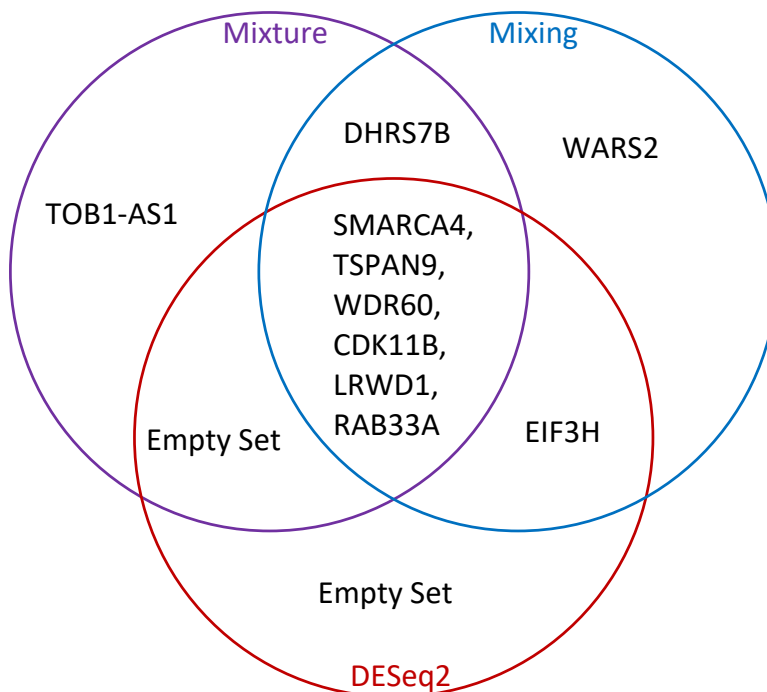 Mixture
Mixing
DHRS7B
WARS2
TOB1-AS1
SMARCA4,
TSPAN9,
WDR60,
CDK11B,
LRWD1,
RAB33A
Empty Set
EIF3H
Empty Set
DESeq2